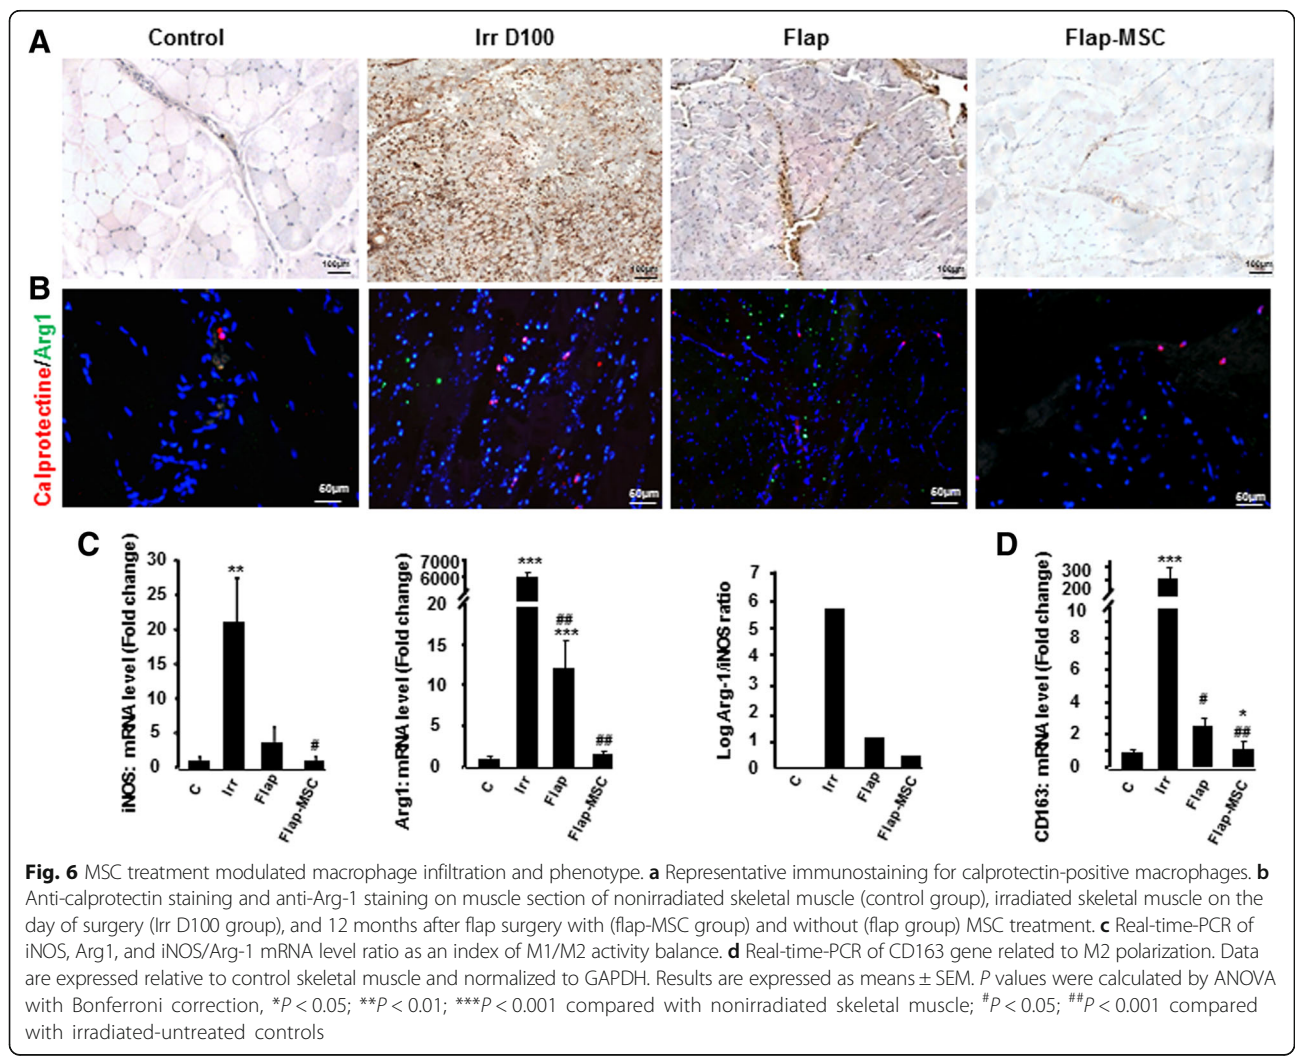 A
Control
Irr D100
Flap
Flap-MSC
100µm
100µm
100µm
100µm
B
Calprotectine/Arg1
50µm
50µm
50µm
50µm
C
iNOS: mRNA level (Fold change)
30
25
20
15
10
5
0
**
#
C
Irr
Flap
Flap-MSC
Arg1: mRNA level (Fold change)
7000
6000
20
15
10
5
0
***
##
***
##
C
Irr
Flap
Flap-MSC
Log Arg-1/iNOS ratio
7
6
5
4
3
2
1
0
C
Irr
Flap
Flap-MSC
D
CD163: mRNA level (Fold change)
300
200
10
8
6
4
2
0
***
#
*
##
C
Irr
Flap
Flap-MSC
Fig. 6 MSC treatment modulated macrophage infiltration and phenotype. a Representative immunostaining for calprotectin-positive macrophages. b
Anti-calprotectin staining and anti-Arg-1 staining on muscle section of nonirradiated skeletal muscle (control group), irradiated skeletal muscle on the
day of surgery (Irr D100 group), and 12 months after flap surgery with (flap-MSC group) and without (flap group) MSC treatment. c Real-time-PCR of
iNOS, Arg1, and iNOS/Arg-1 mRNA level ratio as an index of M1/M2 activity balance. d Real-time-PCR of CD163 gene related to M2 polarization. Data
are expressed relative to control skeletal muscle and normalized to GAPDH. Results are expressed as means ± SEM. P values were calculated by ANOVA
with Bonferroni correction, *P < 0.05; **P < 0.01; ***P < 0.001 compared with nonirradiated skeletal muscle; #P < 0.05; ##P < 0.001 compared
with irradiated-untreated controls